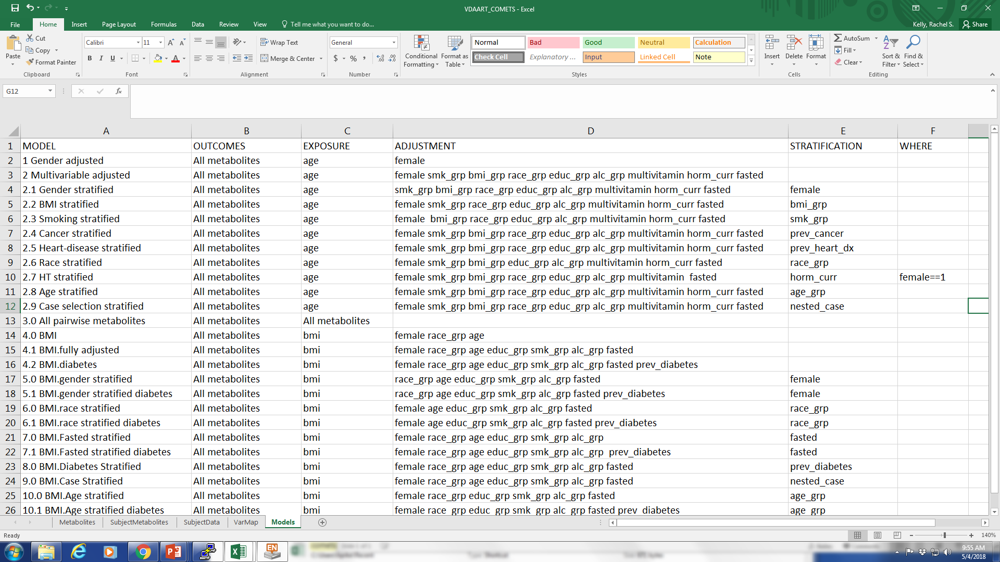 VDAART_COMETS - Excel
File Home Insert Page Layout Formulas Data Review View Tell me what you want to do... Kelly, Rachel S. Share
Paste Cut Copy Format Painter Clipboard
Calibri 11 B I U A A A Font
Wrap Text Merge & Center Alignment
General $ % , Number
Conditional Formatting Format as Table
Normal Bad Good Neutral Calculation
Check Cell Explanatory ... Input Linked Cell Note
Styles
Insert Delete Format Cells
AutoSum Fill Clear Sort & Filter Find & Select Editing
G12 fx
A B C D E F
1 MODEL OUTCOMES EXPOSURE ADJUSTMENT STRATIFICATION WHERE
2 1 Gender adjusted All metabolites age female
3 2 Multivariable adjusted All metabolites age female smk_grp bmi_grp race_grp educ_grp alc_grp multivitamin horm_curr fasted
4 2.1 Gender stratified All metabolites age smk_grp bmi_grp race_grp educ_grp alc_grp multivitamin horm_curr fasted female
5 2.2 BMI stratified All metabolites age female smk_grp race_grp educ_grp alc_grp multivitamin horm_curr fasted bmi_grp
6 2.3 Smoking stratified All metabolites age female  bmi_grp race_grp educ_grp alc_grp multivitamin horm_curr fasted smk_grp
7 2.4 Cancer stratified All metabolites age female smk_grp bmi_grp race_grp educ_grp alc_grp multivitamin horm_curr fasted prev_cancer
8 2.5 Heart-disease stratified All metabolites age female smk_grp bmi_grp race_grp educ_grp alc_grp multivitamin horm_curr fasted prev_heart_dx
9 2.6 Race stratified All metabolites age female smk_grp bmi_grp educ_grp alc_grp multivitamin horm_curr fasted race_grp
10 2.7 HT stratified All metabolites age female smk_grp bmi_grp race_grp educ_grp alc_grp multivitamin  fasted horm_curr female==1
11 2.8 Age stratified All metabolites age female smk_grp bmi_grp race_grp educ_grp alc_grp multivitamin horm_curr fasted age_grp
12 2.9 Case selection stratified All metabolites age female smk_grp bmi_grp race_grp educ_grp alc_grp multivitamin horm_curr fasted nested_case
13 3.0 All pairwise metabolites All metabolites All metabolites
14 4.0 BMI All metabolites bmi female race_grp age
15 4.1 BMI.fully adjusted All metabolites bmi female race_grp age educ_grp smk_grp alc_grp fasted
16 4.2 BMI.diabetes All metabolites bmi female race_grp age educ_grp smk_grp alc_grp fasted prev_diabetes
17 5.0 BMI.gender stratified All metabolites bmi race_grp age educ_grp smk_grp alc_grp fasted female
18 5.1 BMI.gender stratified diabetes All metabolites bmi race_grp age educ_grp smk_grp alc_grp fasted prev_diabetes female
19 6.0 BMI.race stratified All metabolites bmi female age educ_grp smk_grp alc_grp fasted race_grp
20 6.1 BMI.race stratified diabetes All metabolites bmi female age educ_grp smk_grp alc_grp fasted prev_diabetes race_grp
21 7.0 BMI.Fasted stratified All metabolites bmi female race_grp age educ_grp smk_grp alc_grp fasted
22 7.1 BMI.Fasted stratified diabetes All metabolites bmi female race_grp age educ_grp smk_grp alc_grp  prev_diabetes fasted
23 8.0 BMI.Diabetes Stratified All metabolites bmi female race_grp age educ_grp smk_grp alc_grp fasted prev_diabetes
24 9.0 BMI.Case Stratified All metabolites bmi female race_grp age educ_grp smk_grp alc_grp fasted nested_case
25 10.0 BMI.Age stratified All metabolites bmi female race_grp educ_grp smk_grp alc_grp fasted age_grp
26 10.1 BMI.Age stratified diabetes All metabolites bmi female race_grp educ_grp smk_grp alc_grp fasted prev_diabetes age_grp
Metabolites SubjectMetabolites SubjectData VarMap Models
Ready 140%
EN
9:55 AM
5/4/2018